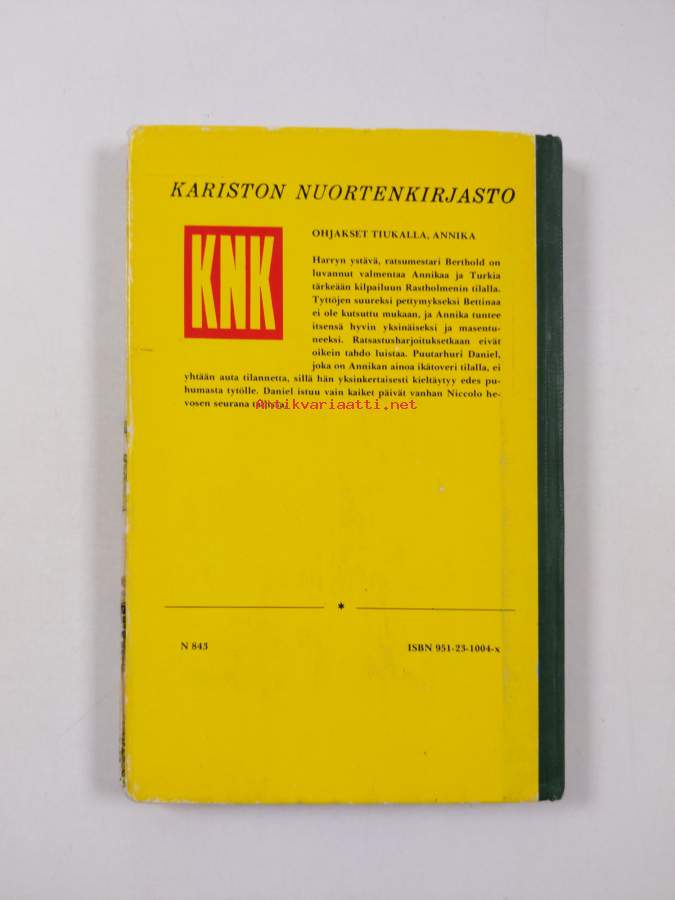 KARISTON NUORTENKIRJASTO
KNK
OHJAKSET TIUKALLA, ANNIKA
Harryn ystävä, ratsumestari Berthold on
luvannut valmentaa Annikaa ja Turkia
tärkeään kilpailuun Rastholmenin tilalla.
Tyttöjen suureksi pettymykseksi Bettinaa
ei ole kutsuttu mukaan, ja Annika tuntee
itsensä hyvin yksinäiseksi ja masentu-
neeksi. Ratsastusharjoituksetkaan eivät
oikein tahdo luistaa. Puutarhuri Daniel,
joka on Annikan ainoa ikätoveri tilalla, ei
yhtään auta tilannetta, sillä hän yksinkertaisesti kieltäytyy edes pu-
humasta tytölle. Daniel istuu vain kaiket päivät vanhan Niccolo he-
vosen seurana
Antikvariaatti.net
*
N 843
ISBN 951-23-1004-x